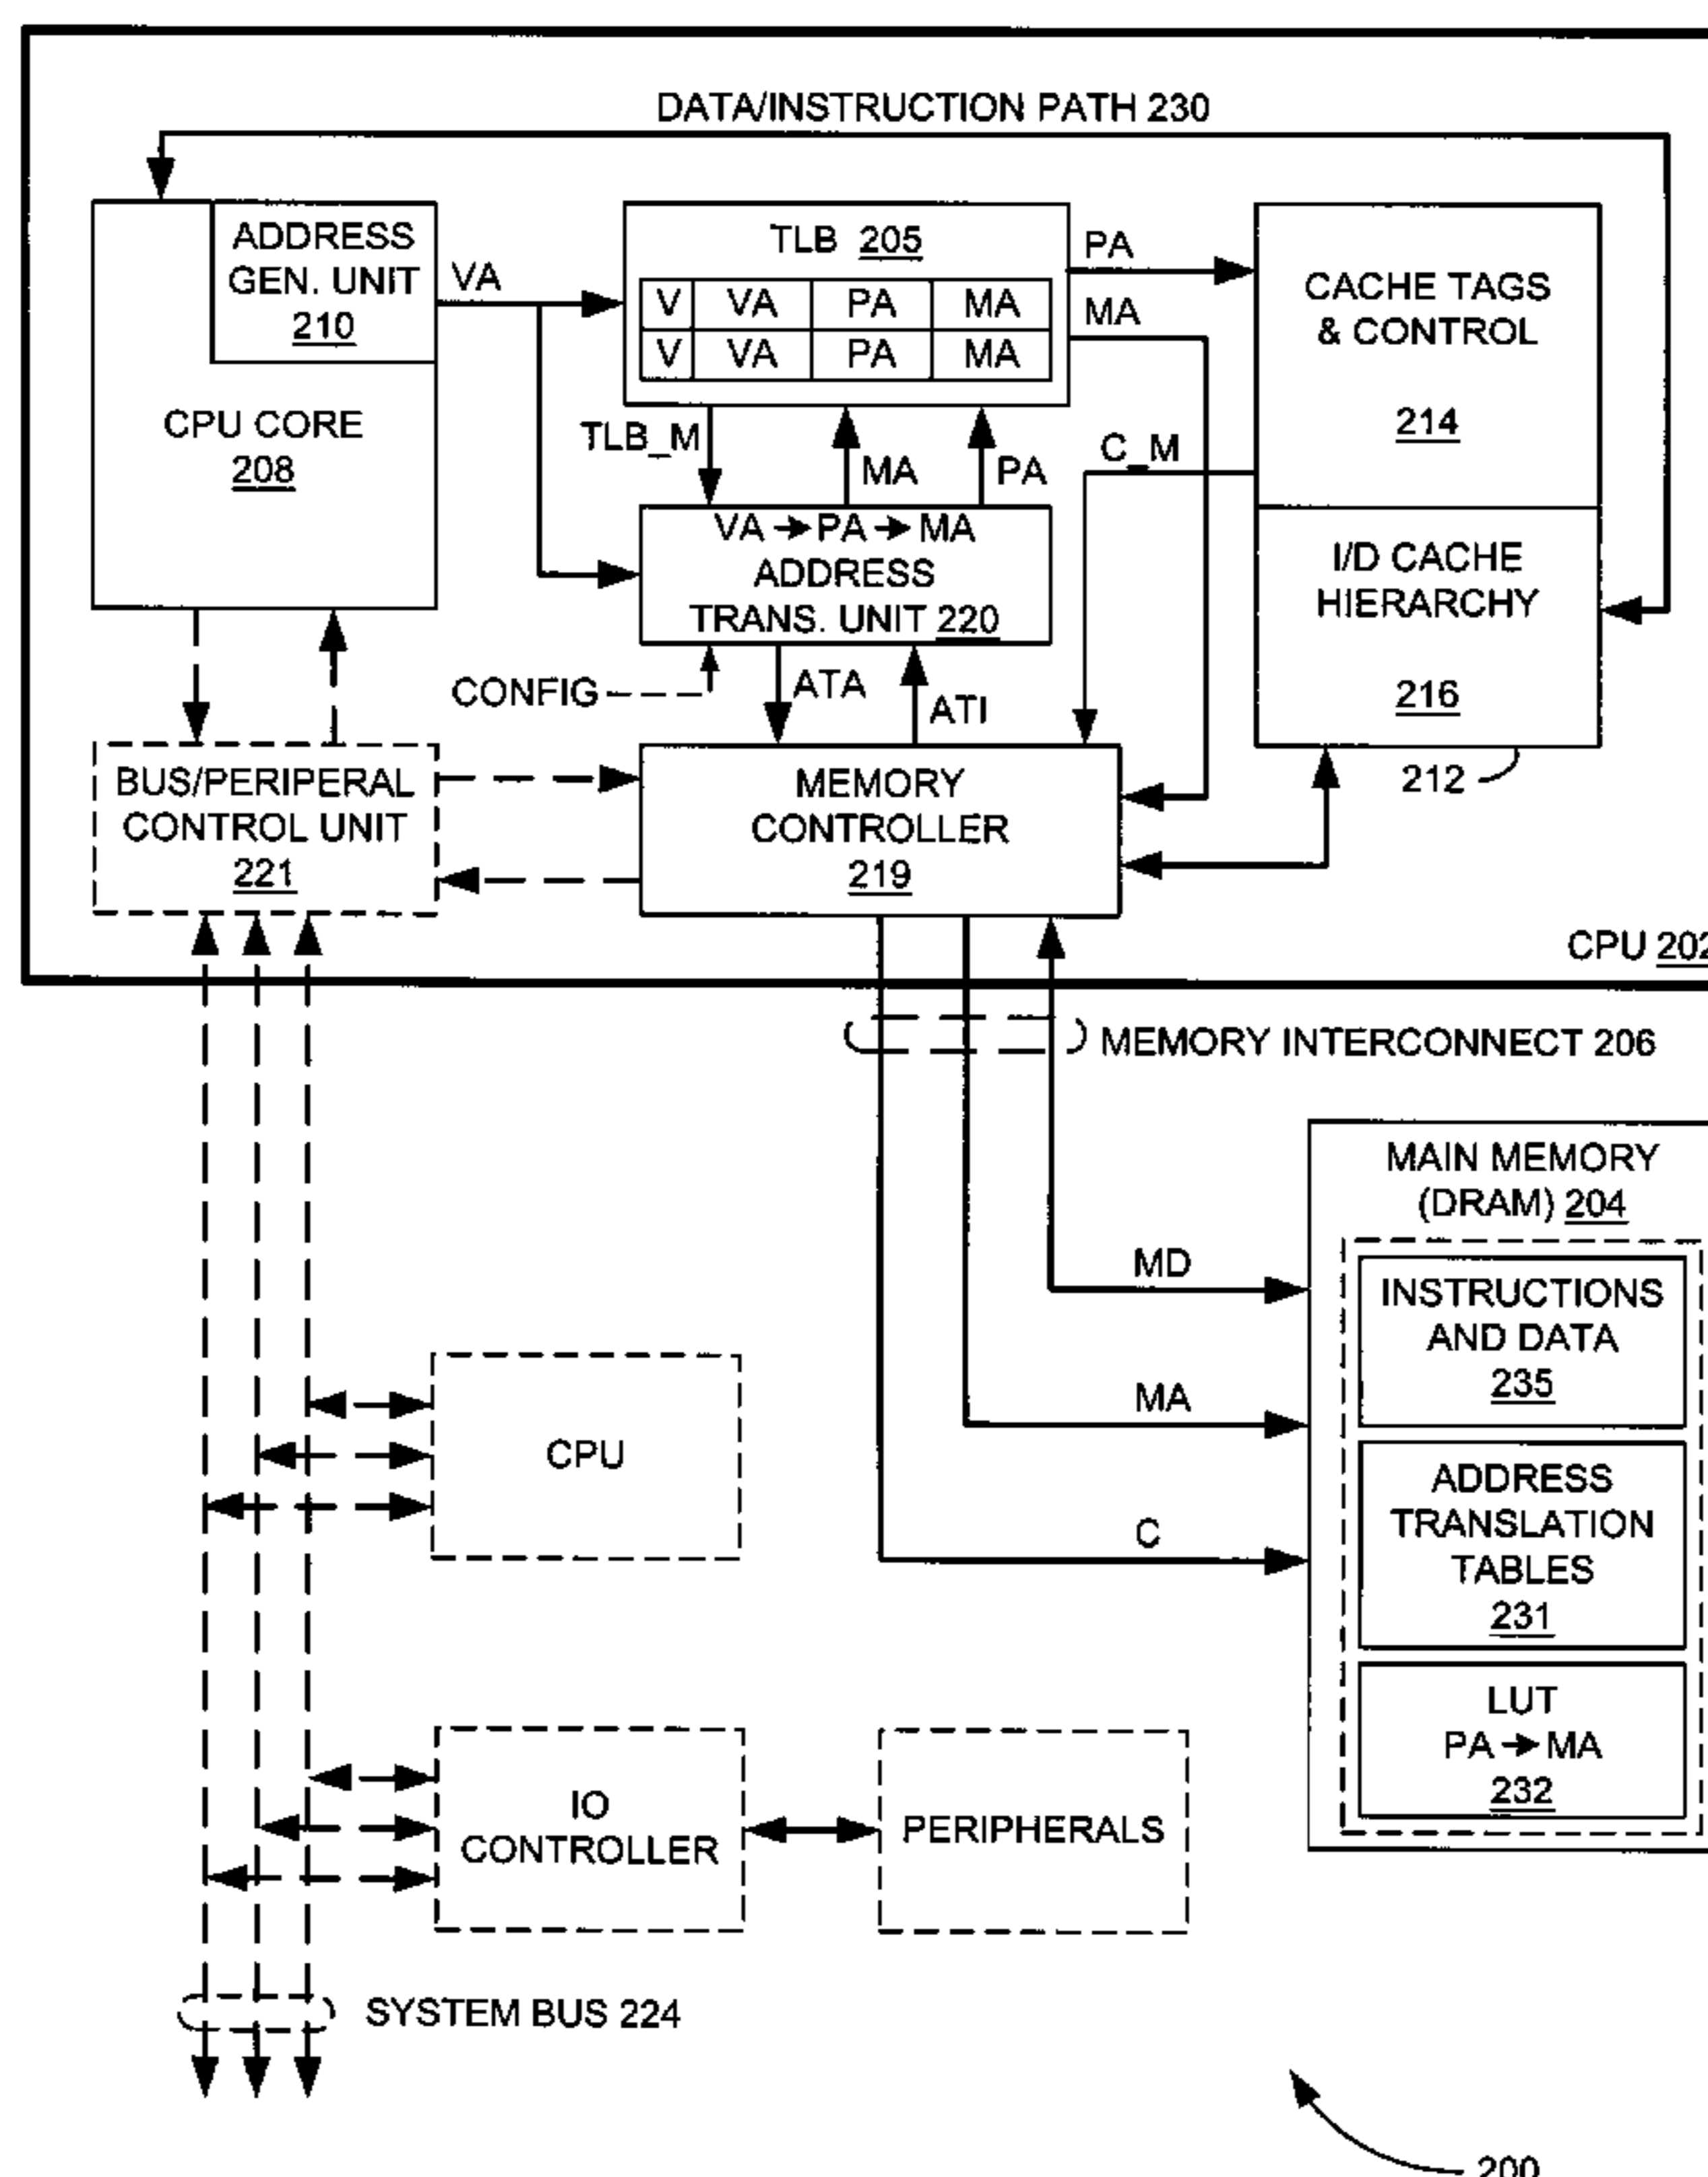 DATA/INSTRUCTION PATH 230
ADDRESS
GEN. UNIT
210
CPU CORE
208
VA
TLB 205
V VA PA MA
V VA PA MA
PA
MA
CACHE TAGS
& CONTROL
214
TLB_M
MA
PA
C_M
VA → PA → MA
ADDRESS
TRANS. UNIT 220
I/D CACHE
HIERARCHY
216
212
CONFIG
ATA
ATI
BUS/PERIPERAL
CONTROL UNIT
221
MEMORY
CONTROLLER
219
CPU 202
MEMORY INTERCONNECT 206
MAIN MEMORY
(DRAM) 204
INSTRUCTIONS
AND DATA
235
ADDRESS
TRANSLATION
TABLES
231
LUT
PA → MA
232
MD
MA
C
CPU
IO
CONTROLLER
PERIPHERALS
SYSTEM BUS 224
200